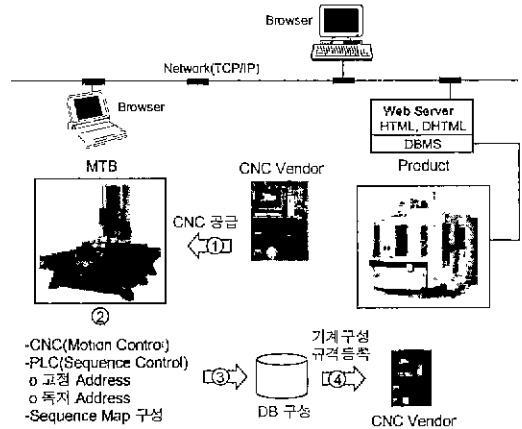 Browser
Network(TCP/IP)
Browser
Web Server
HTML, DHTML
DBMS
MTB
CNC Vendor
Product
CNC 공급
①
②
-CNC(Motion Control)
-PLC(Sequence Control)
o 고정 Address
o 독자 Address
-Sequence Map 구성
③
DB 구성
기계구성
규격등록
④
CNC Vendor